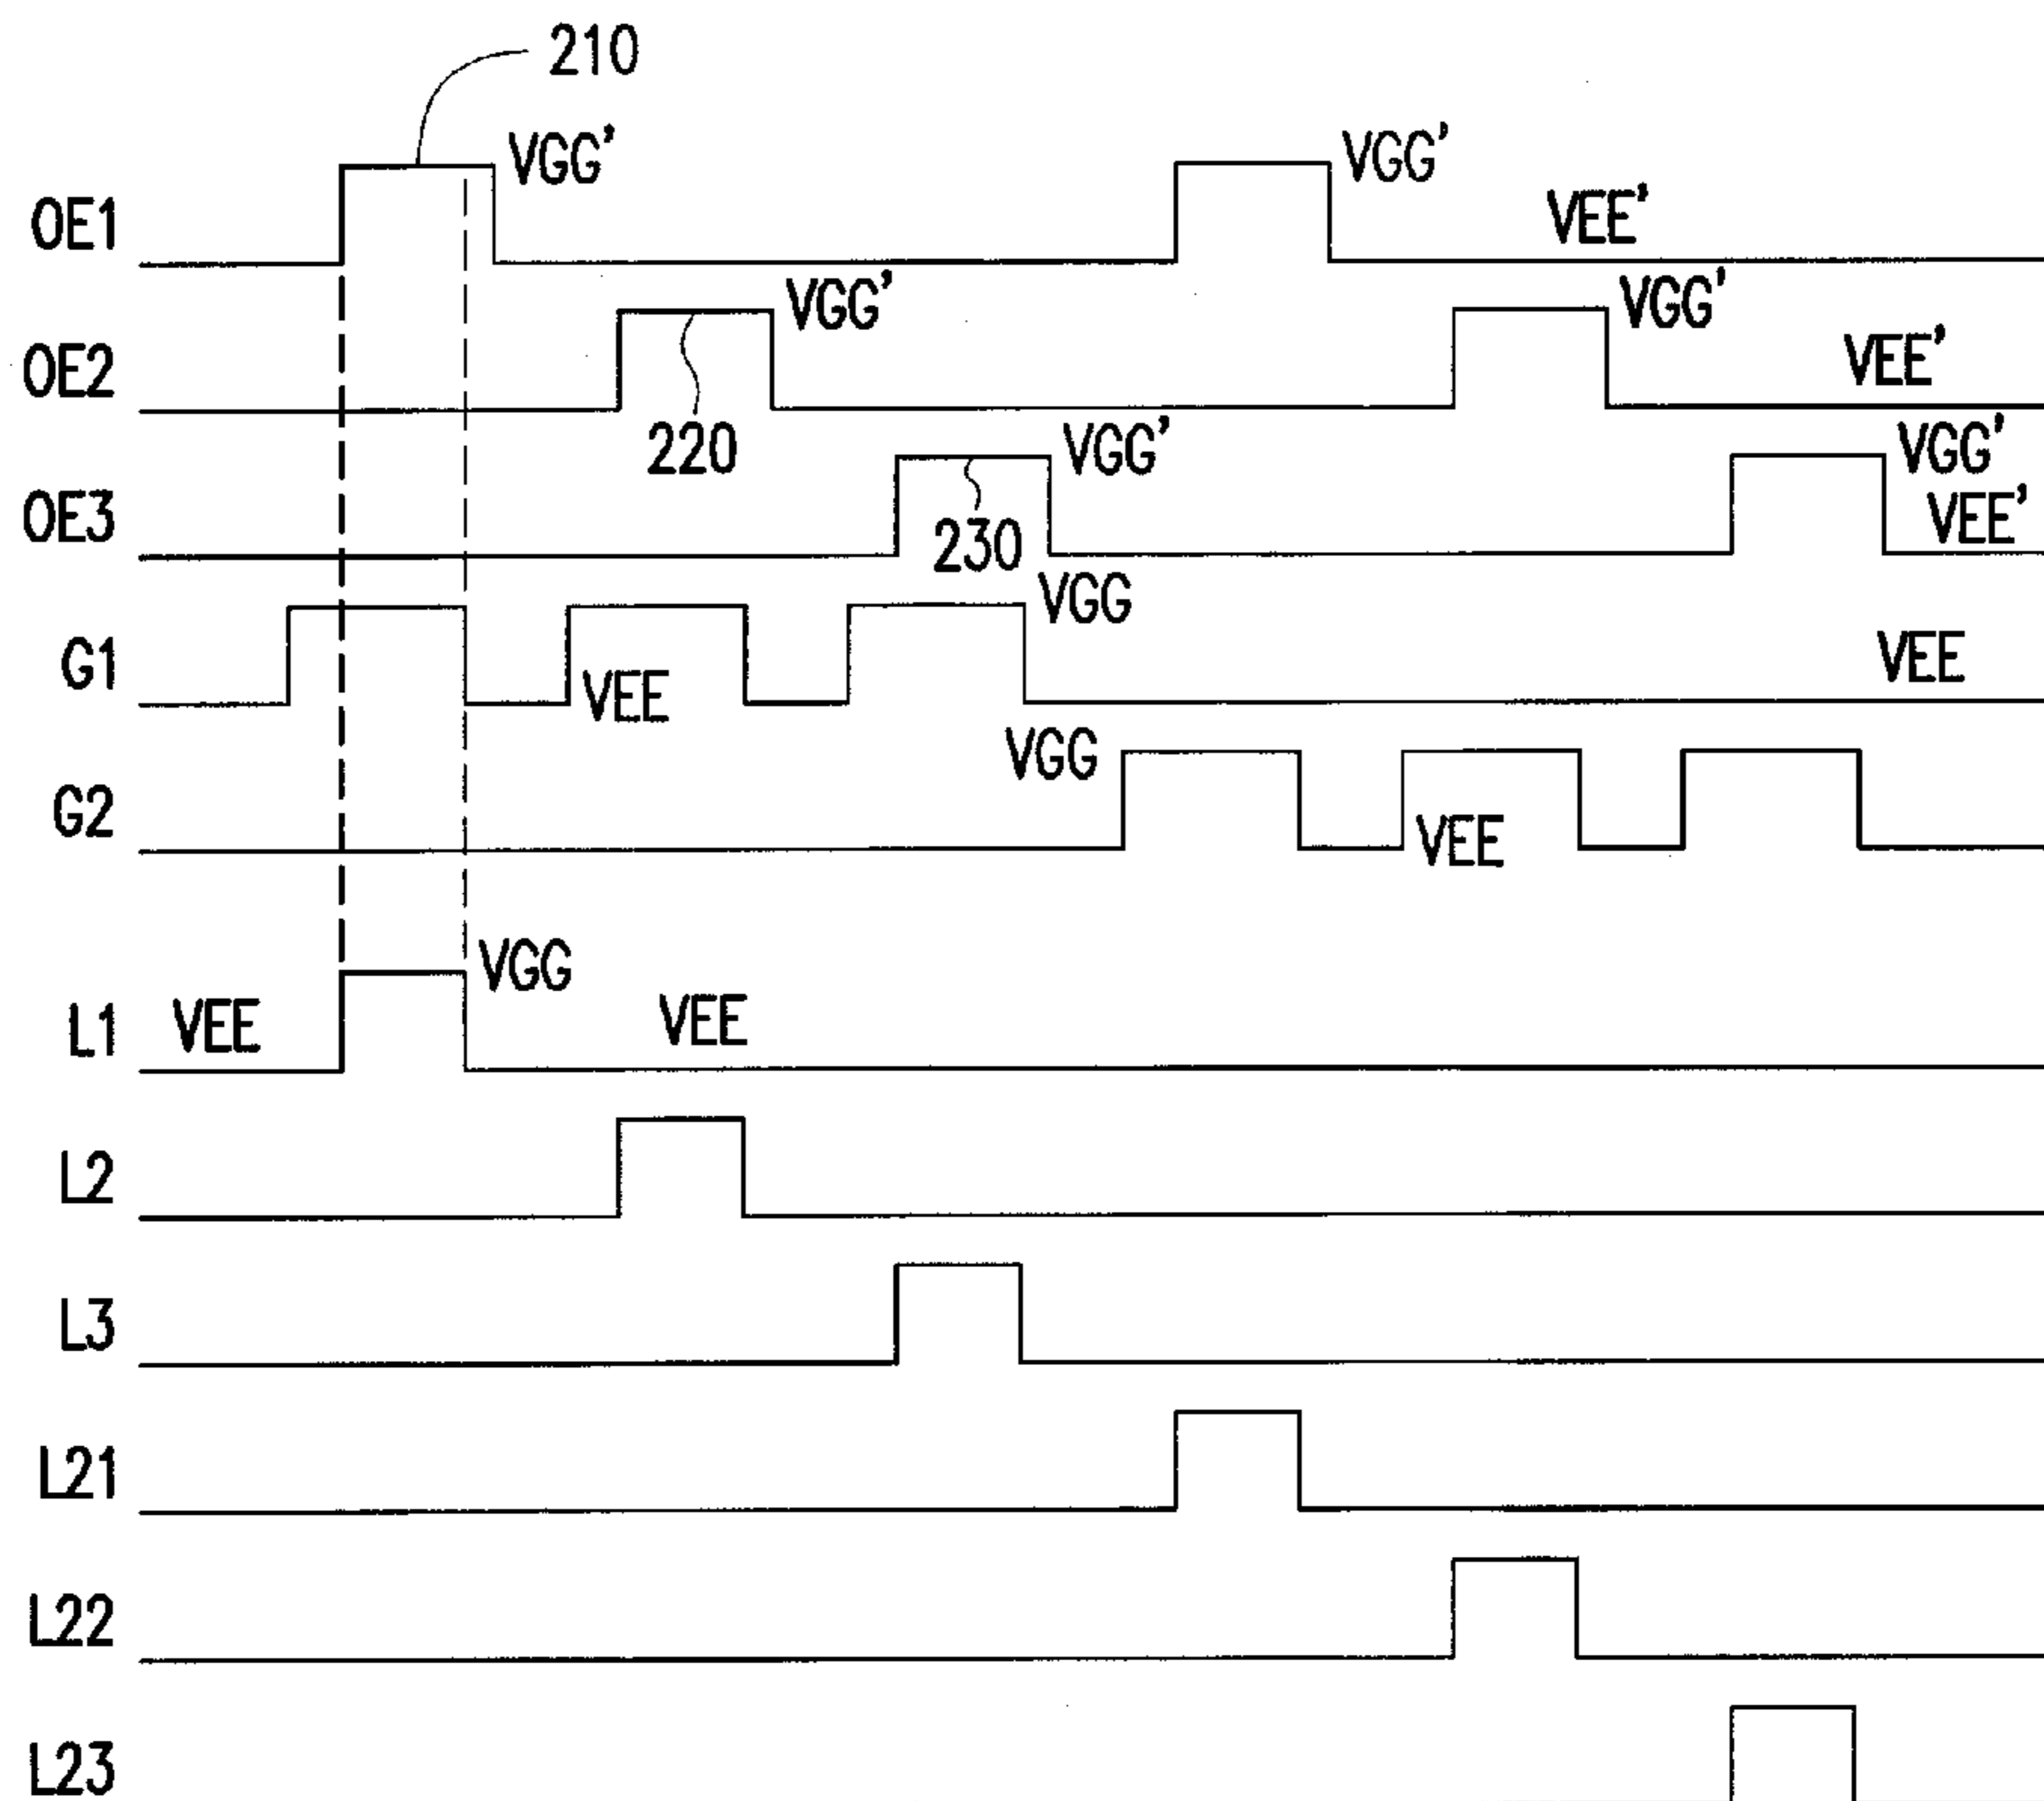 210
VGG' VGG'
OE1 VEE'
VGG' VGG'
OE2 VEE'
220 VGG' VGG'
OE3 230 VEE'
VGG
G1 VEE VEE
VGG
G2 VEE
VGG
L1 VEE VEE
L2
L3
L21
L22
L23